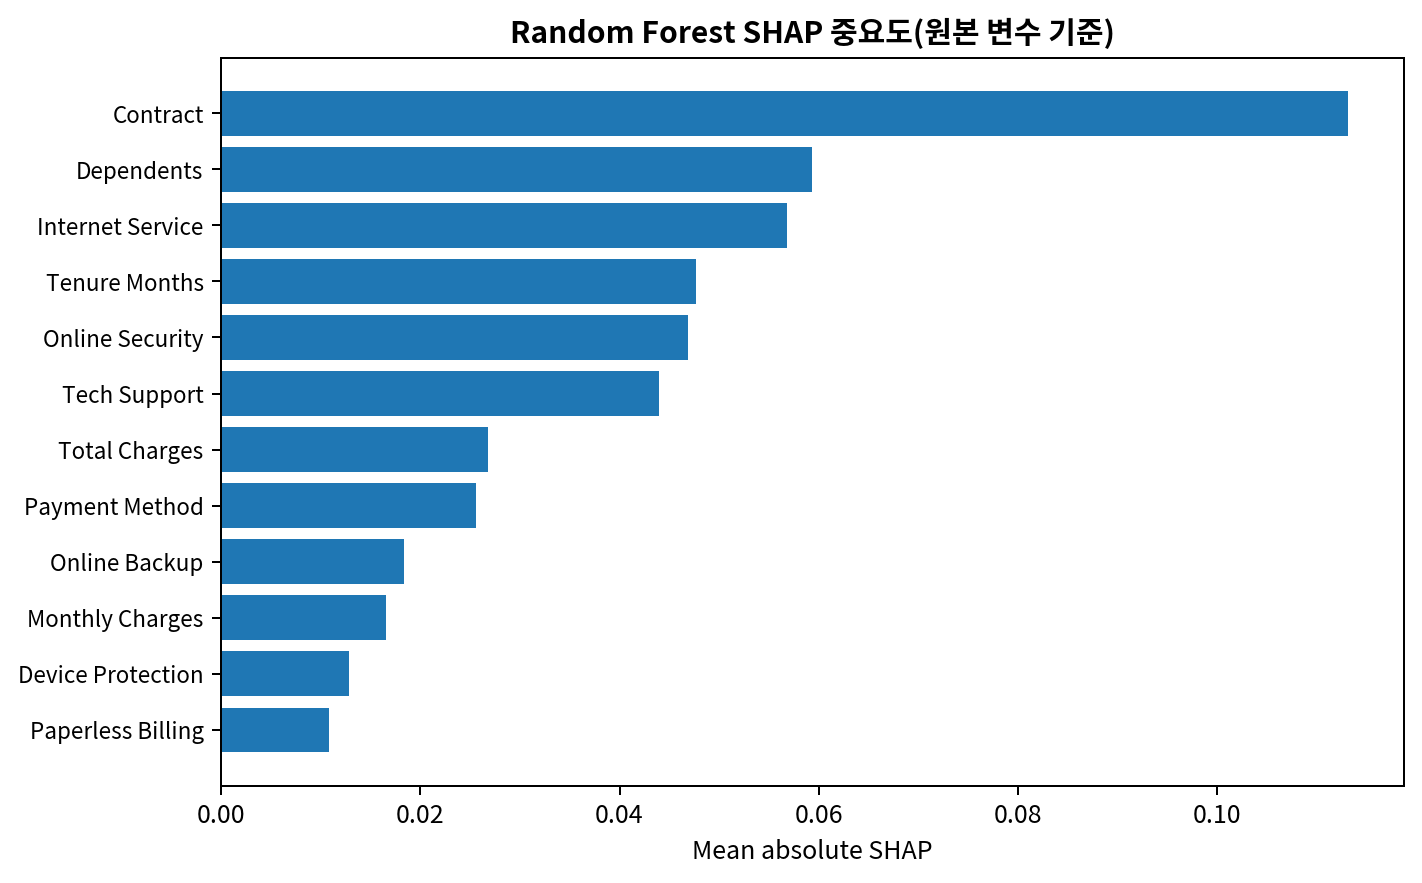 Random Forest SHAP 중요도(원본 변수 기준)
Contract
Dependents
Internet Service
Tenure Months
Online Security
Tech Support
Total Charges
Payment Method
Online Backup
Monthly Charges
Device Protection
Paperless Billing
0.00 0.02 0.04 0.06 0.08 0.10
Mean absolute SHAP